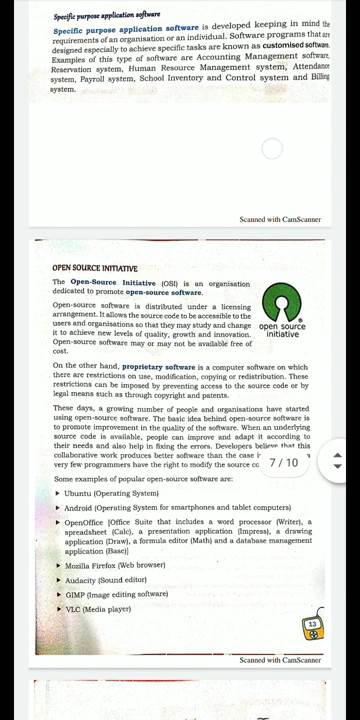 Specific purpose application software
Specific purpose application software is developed keeping in mind the
requirements of an organisation or an individual. Software programs that are
designed especially to achieve specific tasks are known as customised software.
Examples of this type of software are Accounting Management software,
Reservation system, Human Resource Management system, Attendance
system, Payroll system, School Inventory and Control system and Billing
system.
Scanned with CamScanner
OPEN SOURCE INITIATIVE
The Open-Source Initiative (OSI) is an organisation
dedicated to promote open-source software.
Open-source software is distributed under a licensing
arrangement. It allows the source code to be accessible to the
users and organisations so that they may study and change
it to achieve new levels of quality, growth and innovation.
Open-source software may or may not be available free of
cost.
open source
initiative
On the other hand, proprietary software is a computer software on which
there are restrictions on use, modification, copying or redistribution. These
restrictions can be imposed by preventing access to the source code or by
legal means such as through copyright and patents.
These days, a growing number of people and organisations have started
using open-source software. The basic idea behind open-source software is
to promote improvement in the quality of the software. When an underlying
source code is available, people can improve and adapt it according to
their needs and also help in fixing the errors. Developers believe that this
collaborative work produces better software than the case
very few programmers have the right to modify the source
7 / 10
Some examples of popular open-source software are:
Ubuntu (Operating System)
Android (Operating System for smartphones and tablet computers)
OpenOffice [Office Suite that includes a word processor (Writer), a
spreadsheet (Calc), a presentation application (Impress), a drawing
application (Draw), a formula editor (Math) and a database management
application (Base)]
Mozilla Firefox (Web browser)
Audacity (Sound editor)
GIMP (Image editing software)
VLC (Media player)
13
Scanned with CamScanner